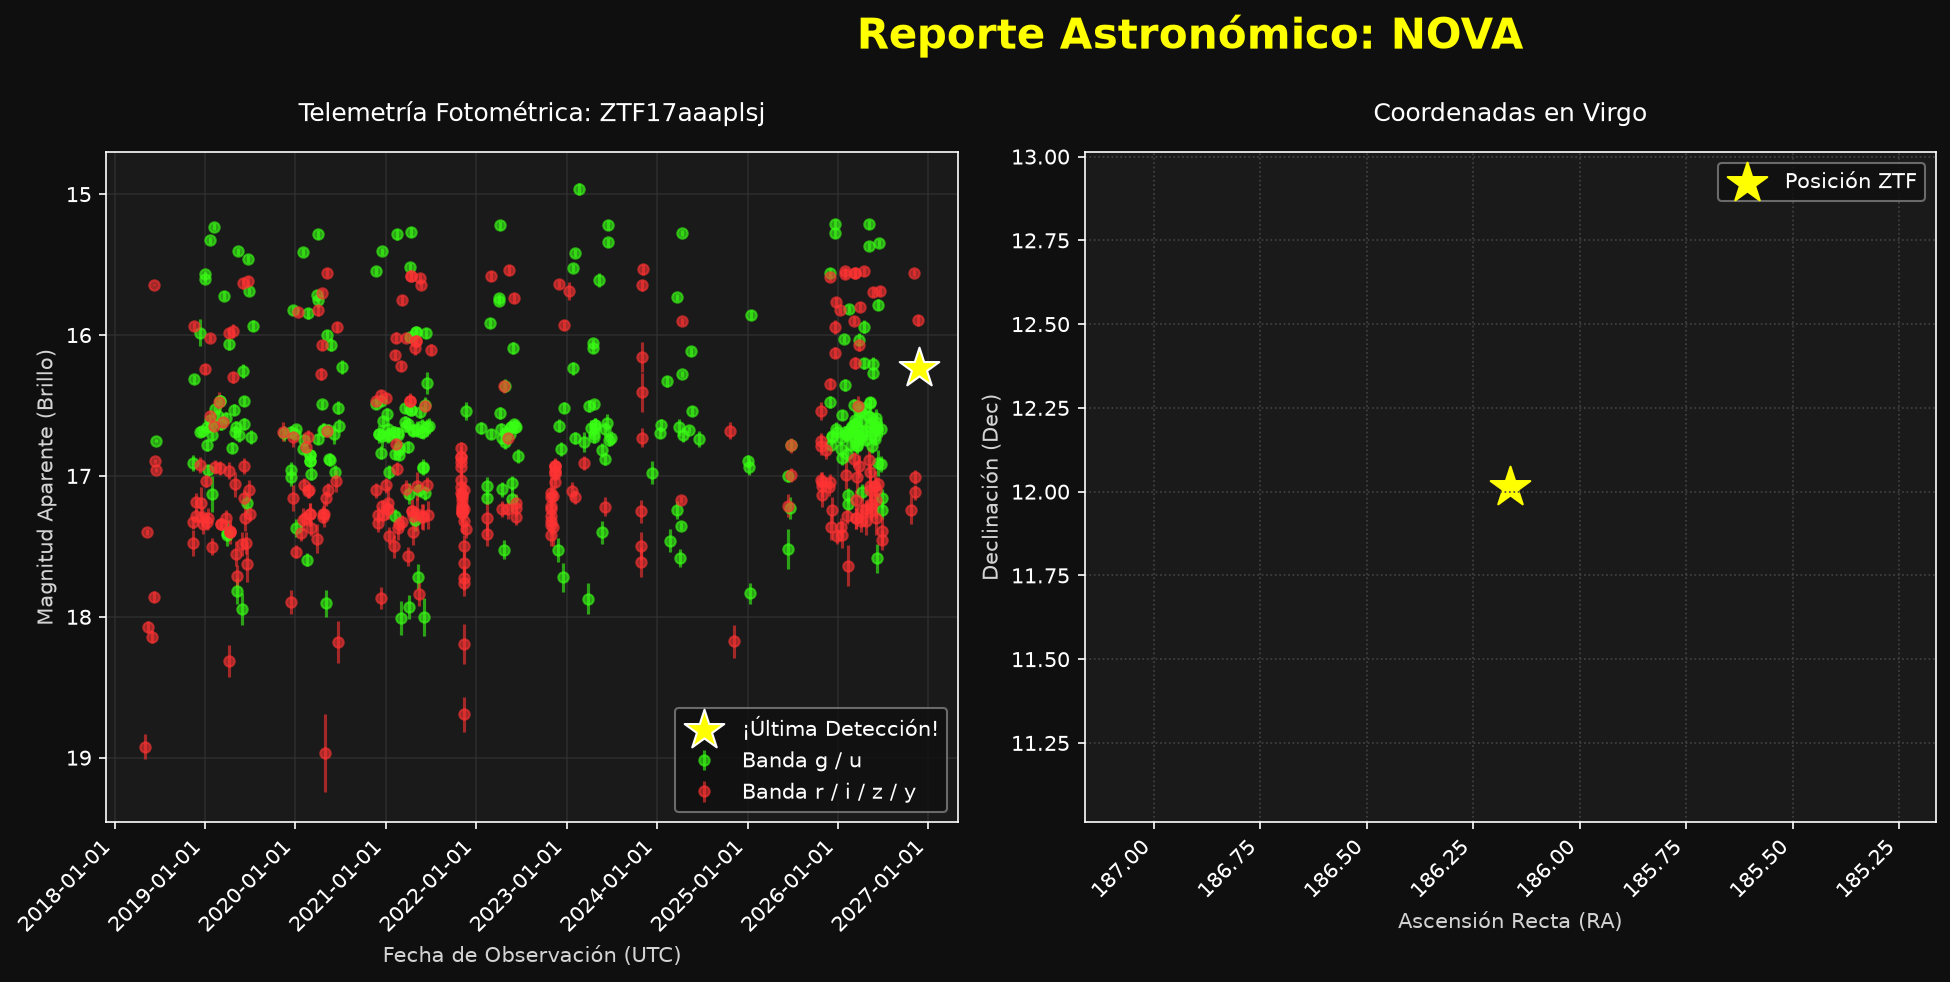 Reporte Astronómico: NOVA
Telemetría Fotométrica: ZTF17aaaplsj
Magnitud Aparente (Brillo)
15
16
17
18
19
¡Última Detección!
Banda g / u
Banda r / i / z / y
2018-01-01
2019-01-01
2020-01-01
2021-01-01
2022-01-01
2023-01-01
2024-01-01
2025-01-01
2026-01-01
2027-01-01
Fecha de Observación (UTC)
Coordenadas en Virgo
Declinación (Dec)
13.00
12.75
12.50
12.25
12.00
11.75
11.50
11.25
Posición ZTF
187.00
186.75
186.50
186.25
186.00
185.75
185.50
185.25
Ascensión Recta (RA)